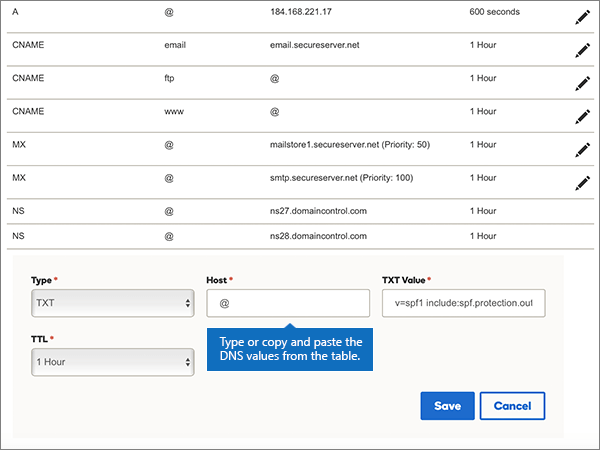 A @ 184.168.221.17 600 seconds
CNAME email email.secureserver.net 1 Hour
CNAME ftp @ 1 Hour
CNAME www @ 1 Hour
MX @ mailstore1.secureserver.net (Priority: 50) 1 Hour
MX @ smtp.secureserver.net (Priority: 100) 1 Hour
NS @ ns27.domaincontrol.com 1 Hour
NS @ ns28.domaincontrol.com 1 Hour
Type * Host * TXT Value *
TXT @ v=spf1 include:spf.protection.out
TTL * Type or copy and paste the
1 Hour DNS values from the table.
Save Cancel